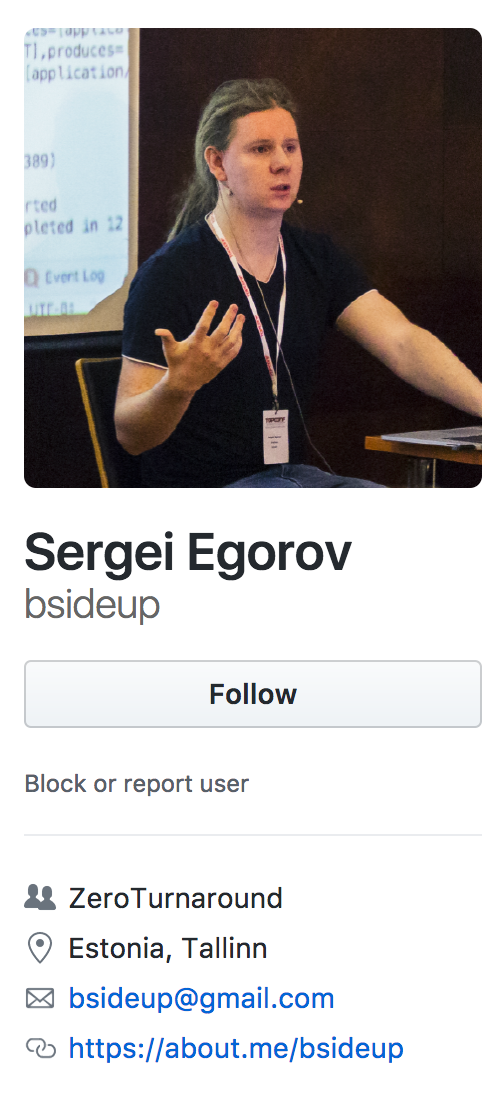 T],produces=
[application/
389)
rted
pleted in 12
Event Log
UTF-8
Sergei Egorov
bsideup
Follow
Block or report user
ZeroTurnaround
Estonia, Tallinn
bsideup@gmail.com
https://about.me/bsideup